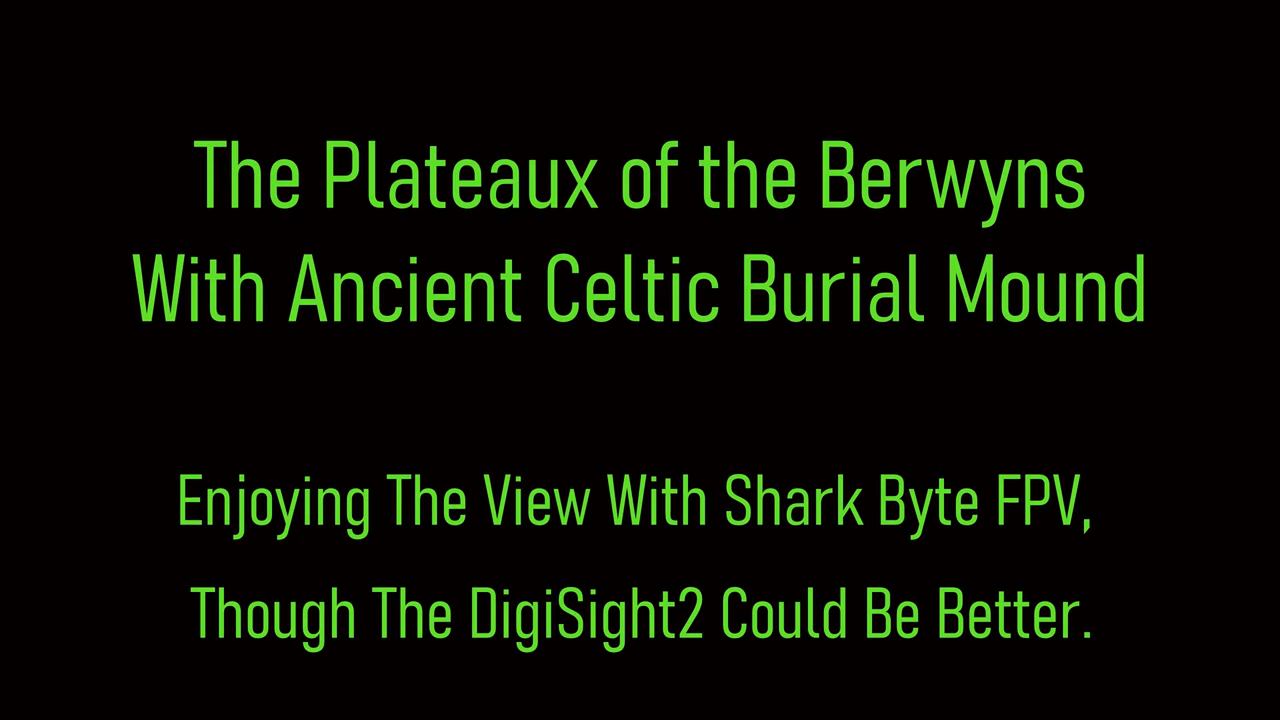 The Plateaux of the Berwyns
With Ancient Celtic Burial Mound
Enjoying The View With Shark Byte FPV,
Though The DigiSight2 Could Be Better.